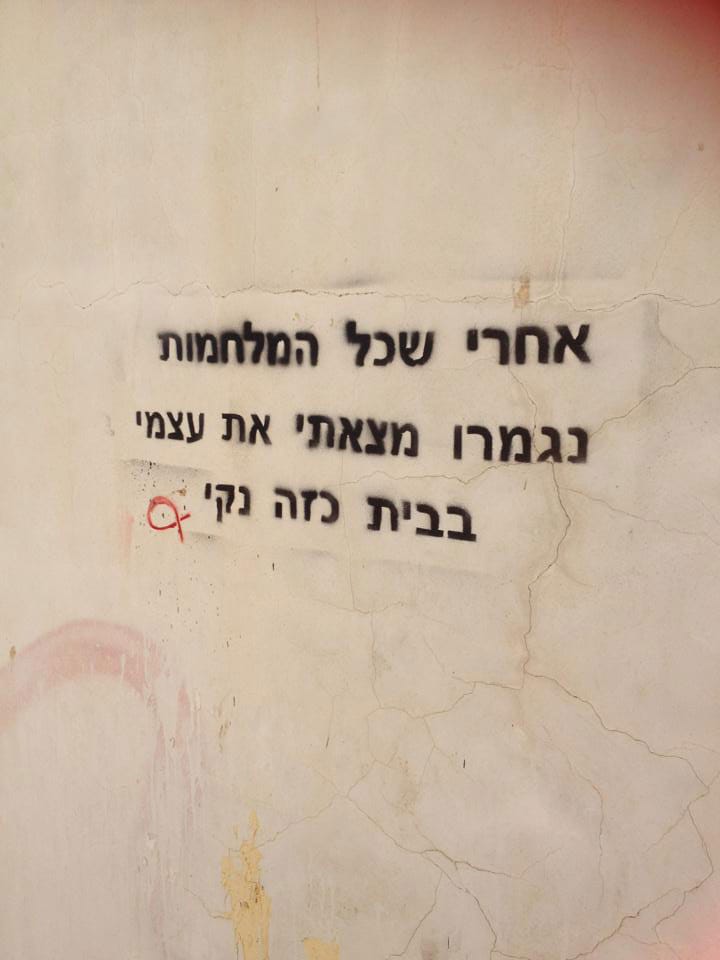 אחרי שכל המלחמות
נגמרו מצאתי את עצמי
בבית כזה נקי